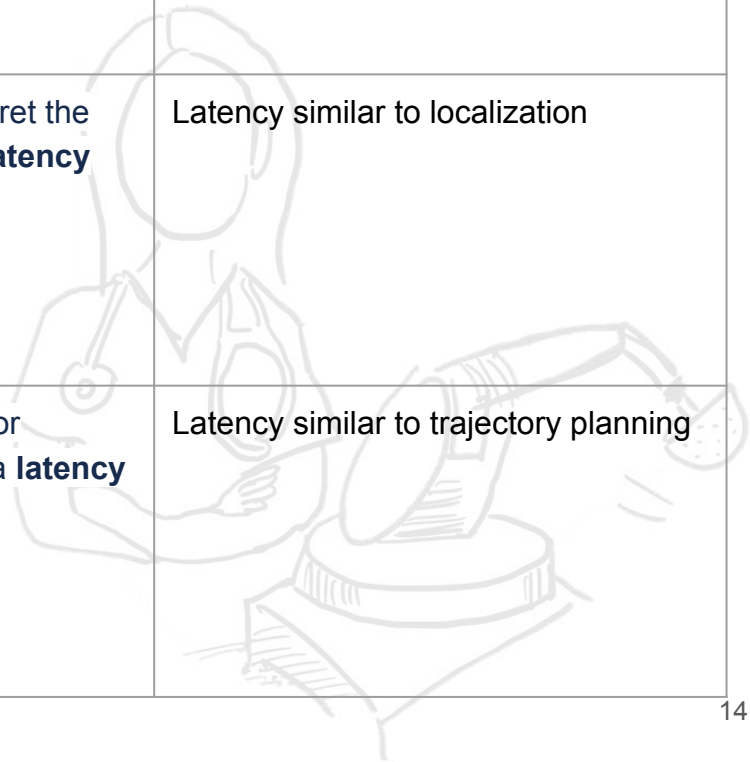 ret the
atency
Latency similar to localization
or
a latency
Latency similar to trajectory planning
14